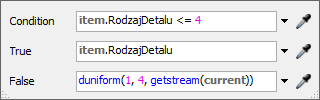 Condition item.RodzajDetalu <= 4
True item.RodzajDetalu
False duniform(1, 4, getstream(current))